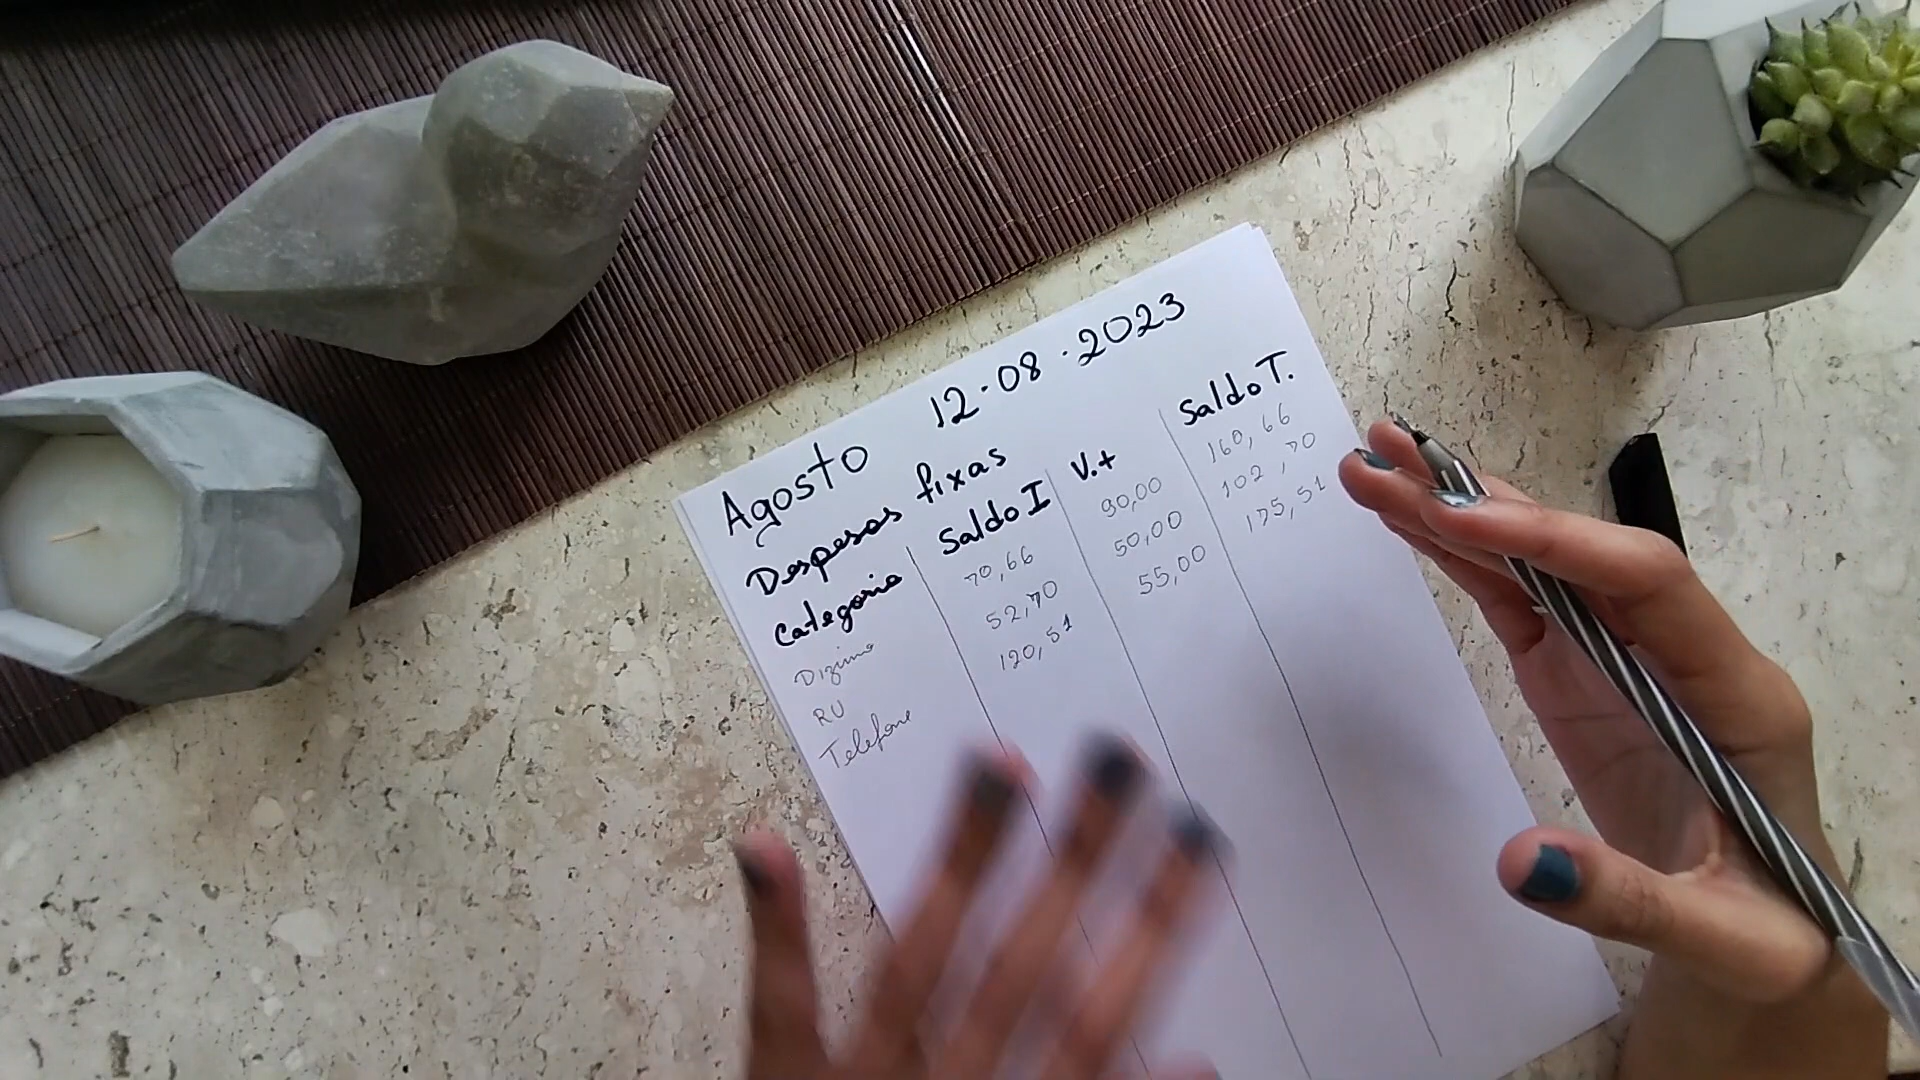 Agosto 12.08.2023
Despesas fixas
Categoria Saldo I V.+ Saldo T.
Dízimo 70,66 90,00 160,66
RU 52,70 50,00 102,70
Telefone 120,51 55,00 175,51